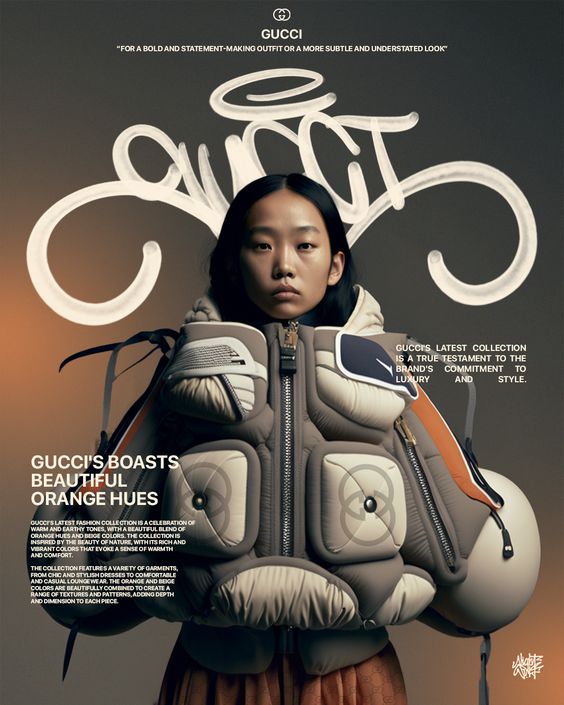 GUCCI
“FOR A BOLD AND STATEMENT-MAKING OUTFIT OR A MORE SUBTLE AND UNDERSTATED LOOK”
GUCCI
GUCCI'S LATEST COLLECTION
IS A TRUE TESTAMENT TO THE
BRAND'S COMMITMENT TO
LUXURY AND STYLE.
GUCCI'S BOASTS
BEAUTIFUL
ORANGE HUES
GUCCI'S LATEST FASHION COLLECTION IS A CELEBRATION OF
WARM AND EARTHY TONES, WITH A BEAUTIFUL BLEND OF
ORANGE HUES AND BEIGE COLORS. THE COLLECTION IS
INSPIRED BY THE BEAUTY OF NATURE, WITH ITS RICH AND
VIBRANT COLORS THAT EVOKE A SENSE OF WARMTH
AND COMFORT.
THE COLLECTION FEATURES A VARIETY OF GARMENTS,
FROM CHIC AND STYLISH DRESSES TO COMFORTABLE
AND CASUAL LOUNGEWEAR. THE ORANGE AND BEIGE
COLORS ARE BEAUTIFULLY COMBINED TO CREATE A
RANGE OF TEXTURES AND PATTERNS, ADDING DEPTH
AND DIMENSION TO EACH PIECE.